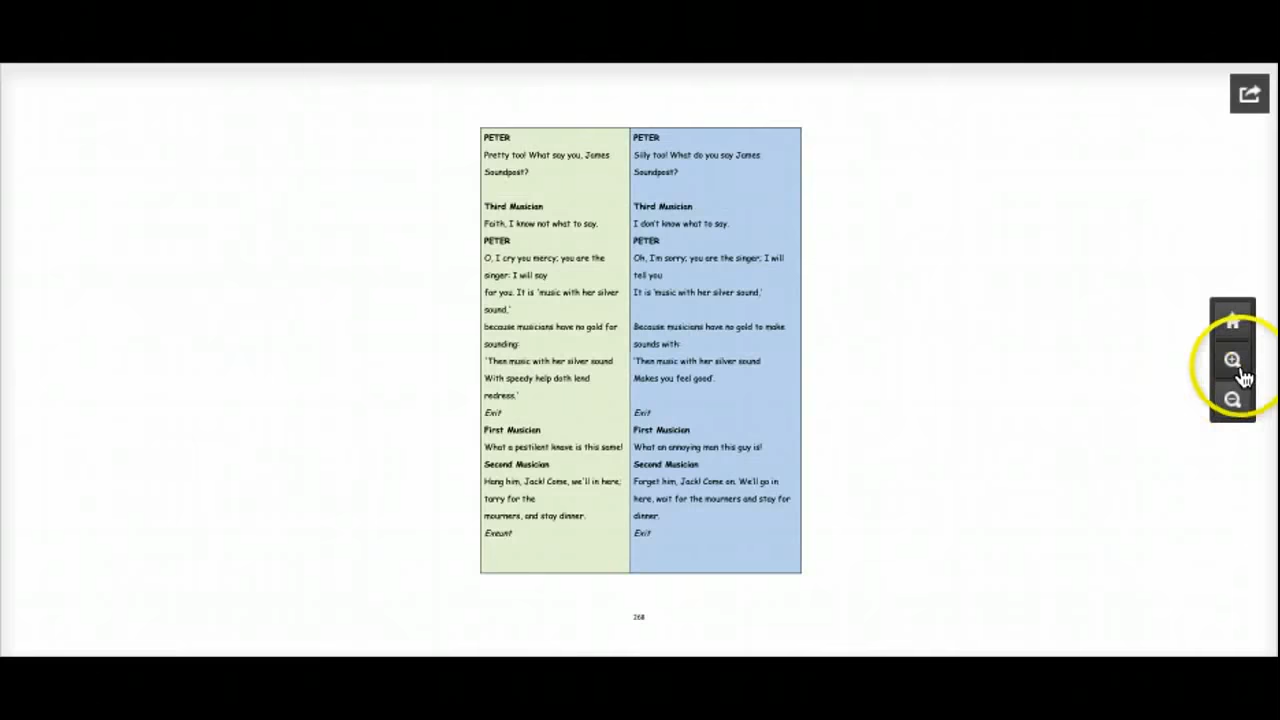 PETER
Pretty too! What say you, James
Soundpost?
Third Musician
Faith, I know not what to say.
PETER
O, I cry you mercy; you are the
singer: I will say
for you. It is 'music with her silver
sound,'
because musicians have no gold for
sounding:
'Then music with her silver sound
With speedy help doth lend
redress.'
Exit
First Musician
What a pestilent knave is this same!
Second Musician
Hang him, Jack! Come, we'll in here;
tarry for the
mourners, and stay dinner.
Exeunt
PETER
Silly too! What do you say James
Soundpost?
Third Musician
I don't know what to say.
PETER
Oh, I'm sorry; you are the singer; I will
tell you
It is 'music with her silver sound,'
Because musicians have no gold to make
sounds with:
'Then music with her silver sound
Makes you feel good'.
Exit
First Musician
What an annoying man this guy is!
Second Musician
Forget him, Jack! Come on. We'll go in
here, wait for the mourners and stay for
dinner.
Exit
268